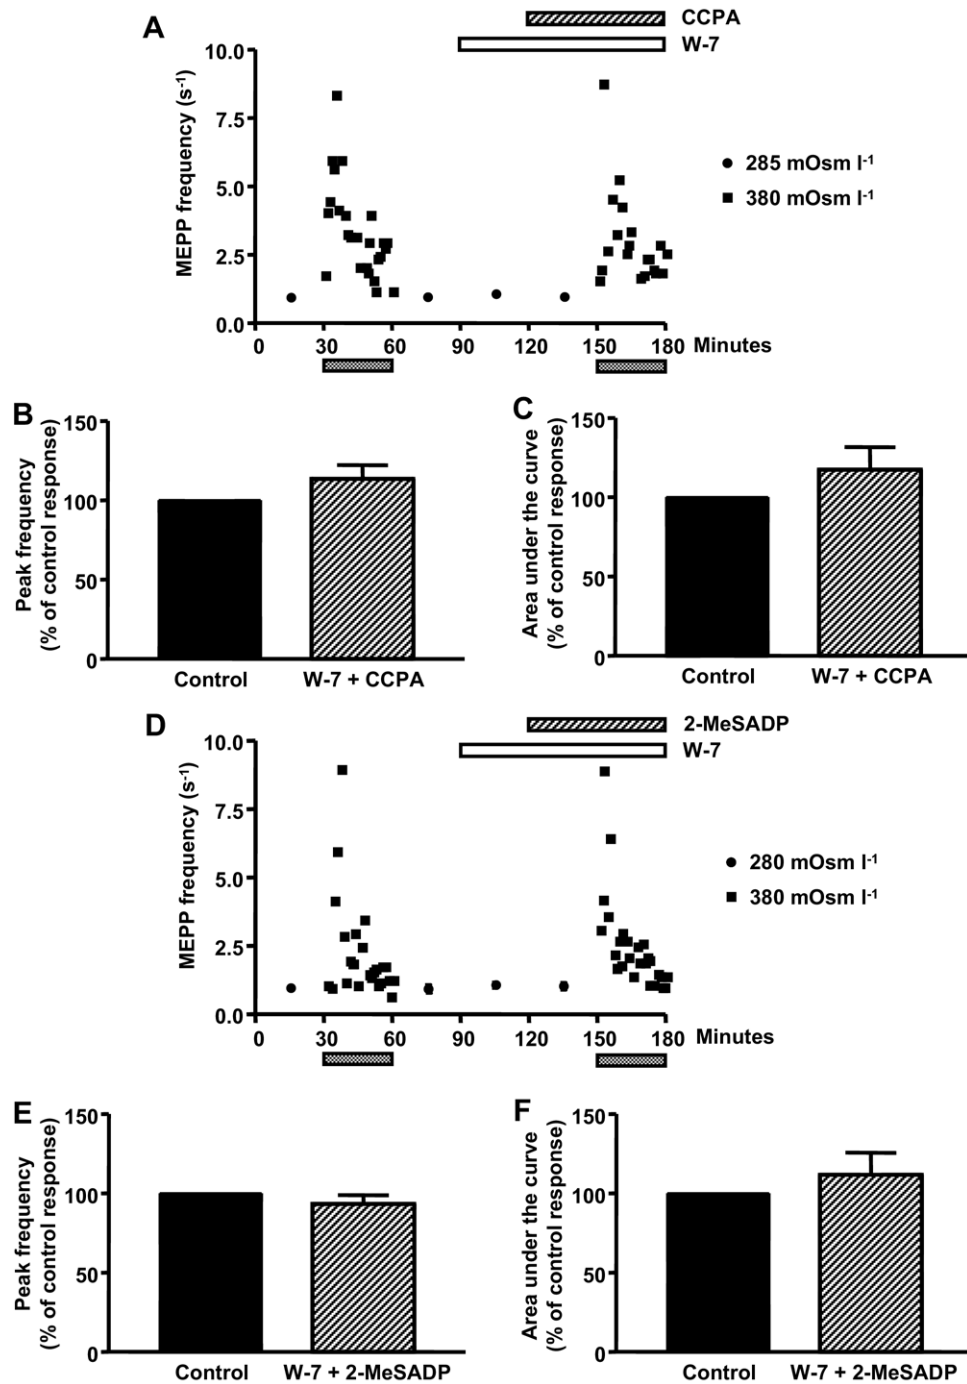 A
CCPA
W-7
MEPP frequency (s-1)
10.0
7.5
5.0
2.5
0.0
285 mOsm l-1
380 mOsm l-1
0 30 60 90 120 150 180 Minutes
B
Peak frequency
(% of control response)
150
100
50
0
Control W-7 + CCPA
C
Area under the curve
(% of control response)
150
100
50
0
Control W-7 + CCPA
D
2-MeSADP
W-7
MEPP frequency (s-1)
10.0
7.5
5.0
2.5
0.0
280 mOsm l-1
380 mOsm l-1
0 30 60 90 120 150 180 Minutes
E
Peak frequency
(% of control response)
150
100
50
0
Control W-7 + 2-MeSADP
F
Area under the curve
(% of control response)
150
100
50
0
Control W-7 + 2-MeSADP